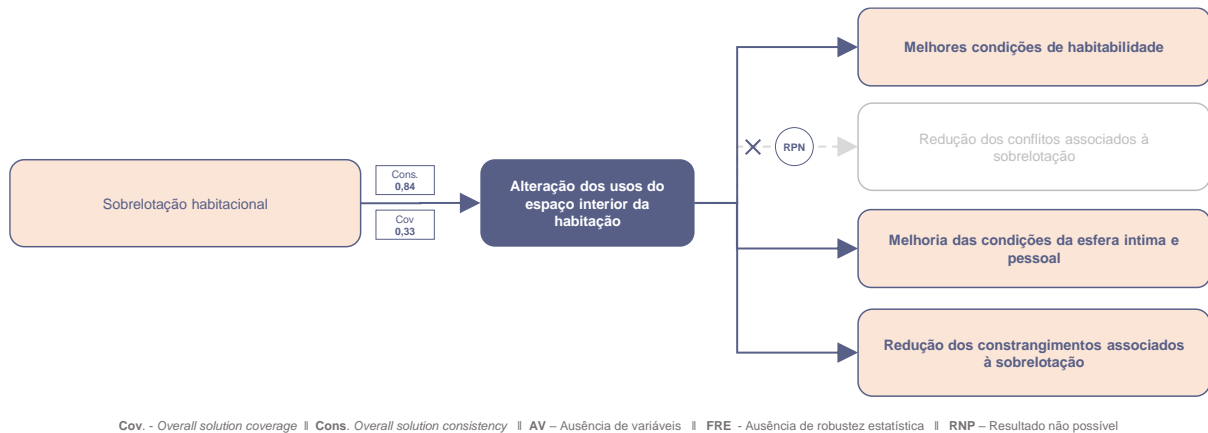 Melhores condições de habitabilidade
RPN
Redução dos conflitos associados à
sobrelotação
Sobrelotação habitacional
Cons.
0,84
Cov
0,33
Alteração dos usos do
espaço interior da
habitação
Melhoria das condições da esfera intima e
pessoal
Redução dos constrangimentos associados
à sobrelotação
Cov. - Overall solution coverage ‖ Cons. Overall solution consistency ‖ AV – Ausência de variáveis ‖ FRE - Ausência de robustez estatística ‖ RNP – Resultado não possível